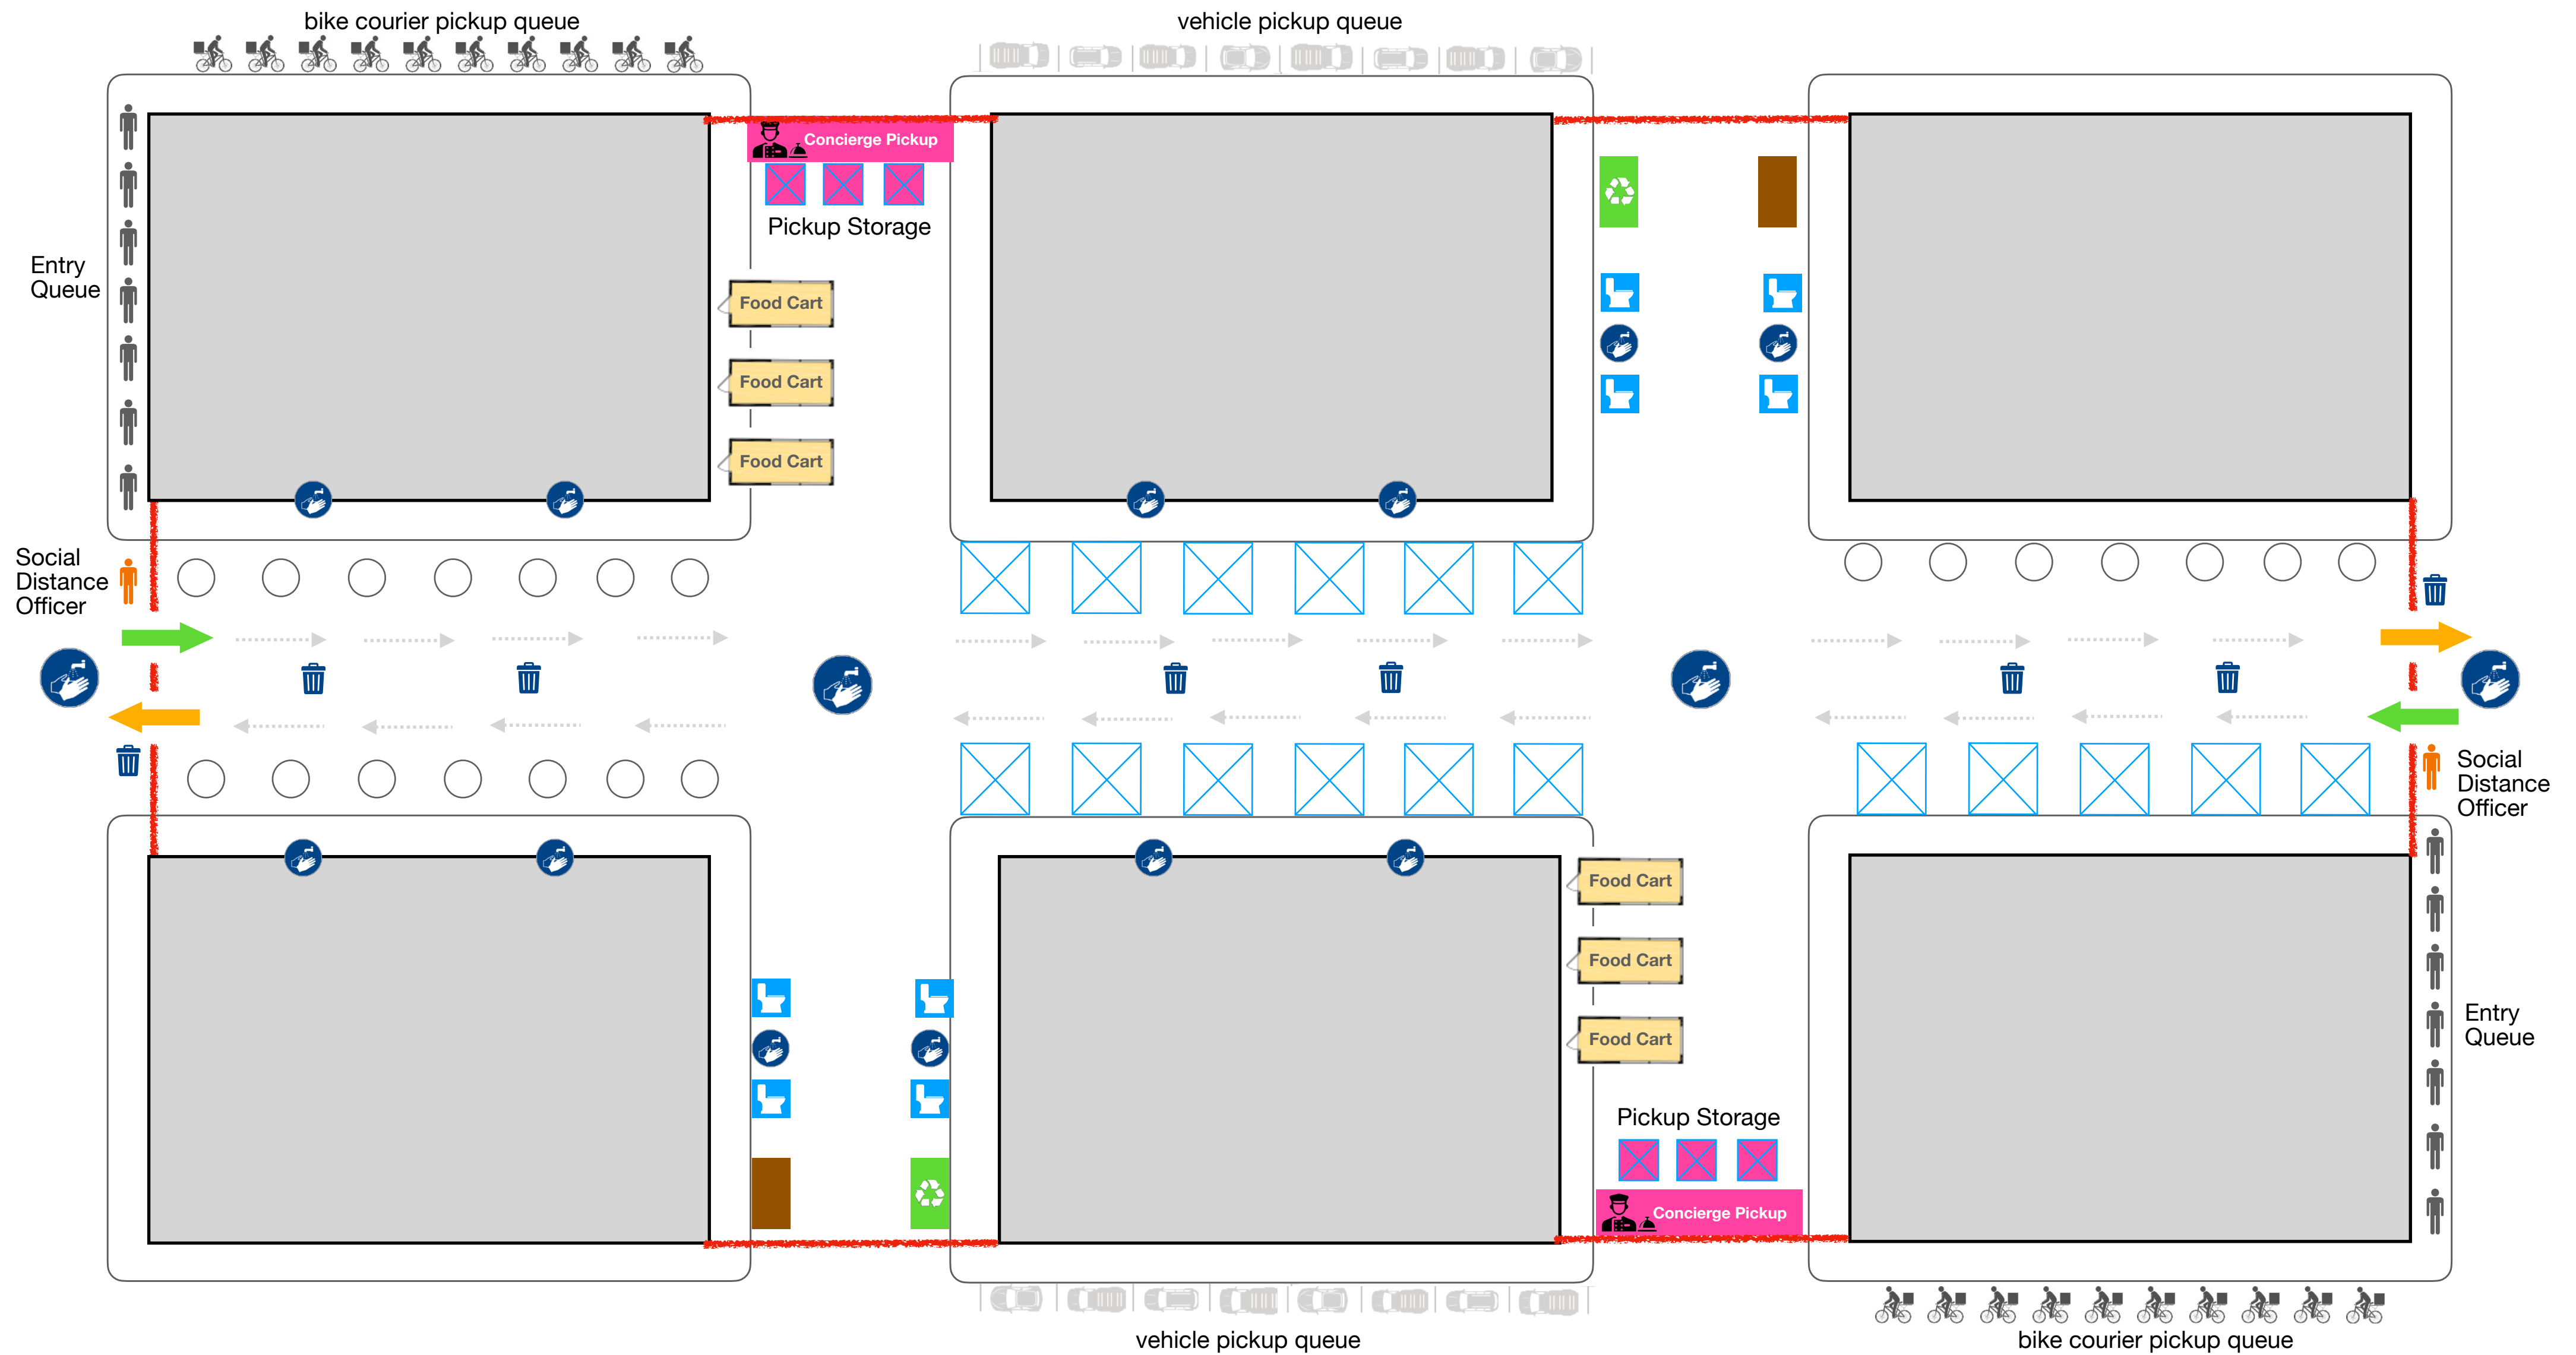 bike courier pickup queue
vehicle pickup queue
Concierge Pickup
Pickup Storage
Entry
Queue
Food Cart
Food Cart
Food Cart
Social
Distance
Officer
Social
Distance
Officer
Food Cart
Food Cart
Food Cart
Entry
Queue
Pickup Storage
Concierge Pickup
vehicle pickup queue
bike courier pickup queue